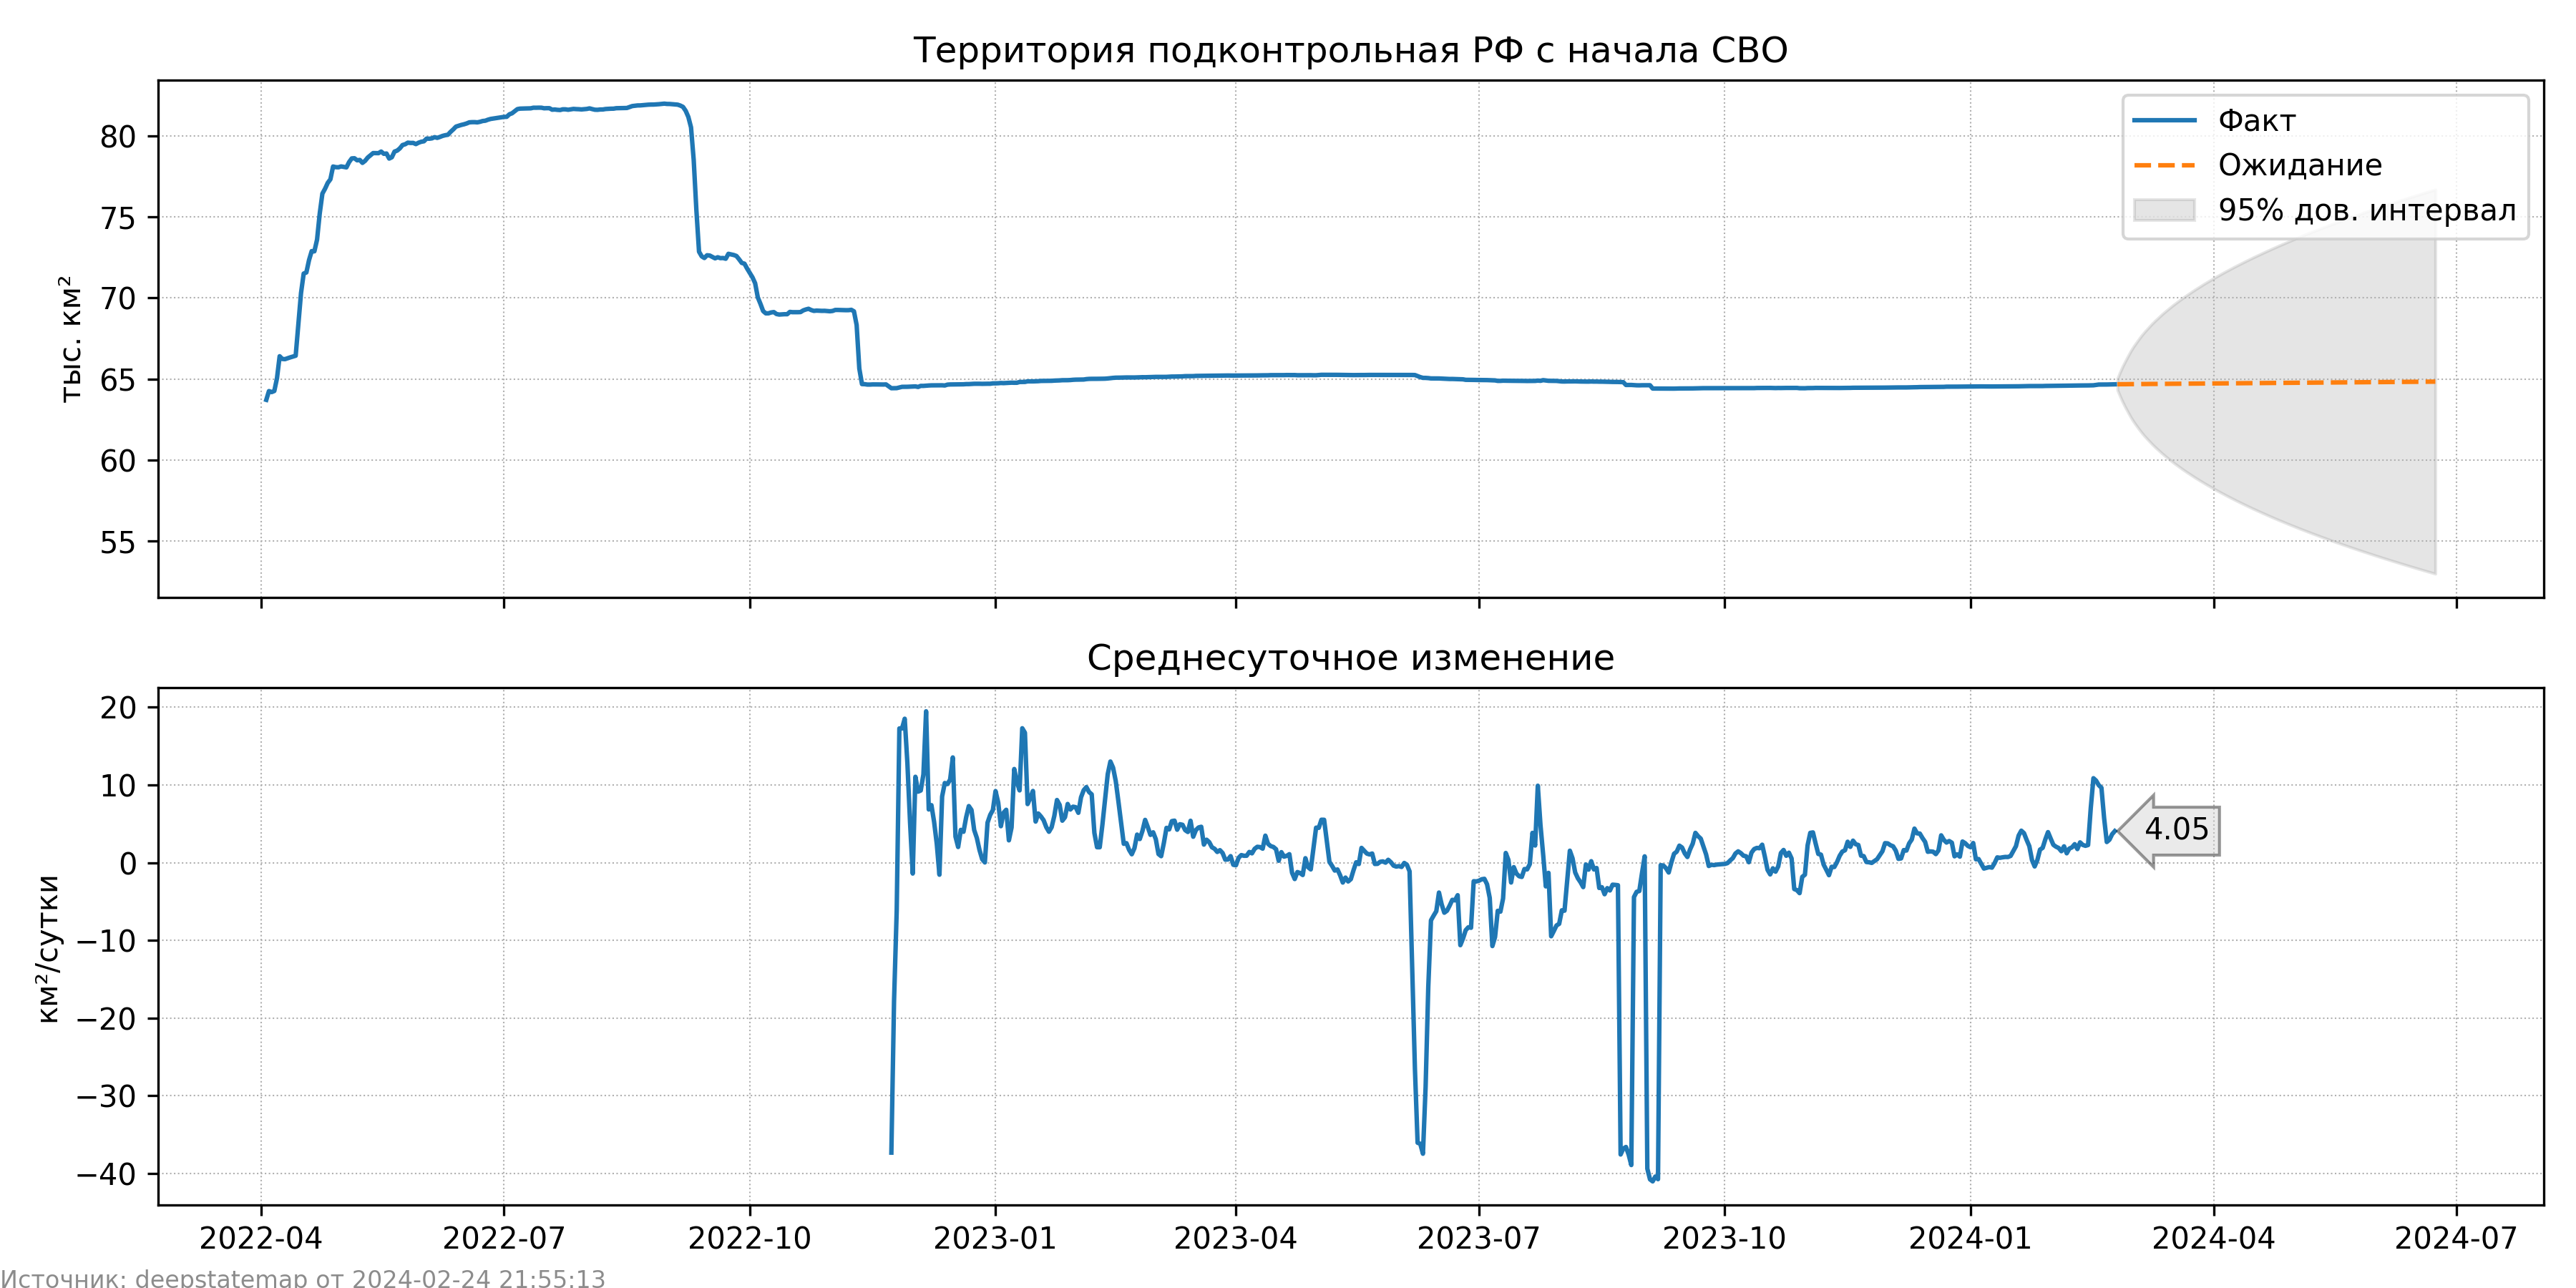 Территория подконтрольная РФ с начала СВО
80
75
70
65
60
55
тыс. км²
Факт
Ожидание
95% дов. интервал
Среднесуточное изменение
20
10
0
−10
−20
−30
−40
км²/сутки
4.05
2022-04 2022-07 2022-10 2023-01 2023-04 2023-07 2023-10 2024-01 2024-04 2024-07
Источник: deepstatemap от 2024-02-24 21:55:13